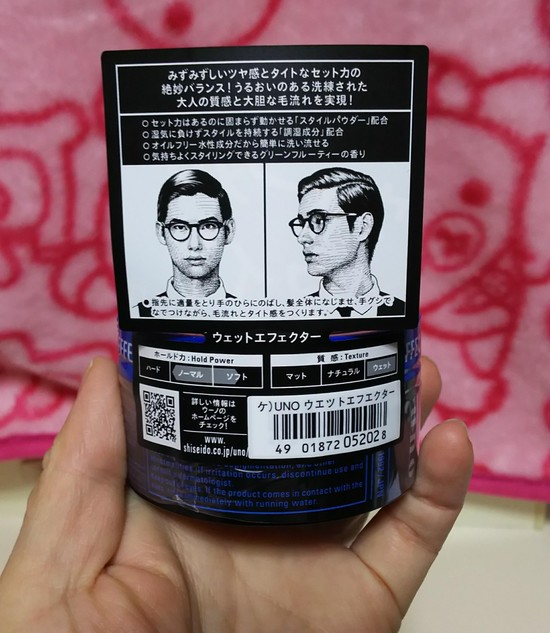 みずみずしいツヤ感とタイトなセット力の
絶妙バランス!うるおいのある洗練された
大人の質感と大胆な毛流れを実現!
○セット力はあるのに固まらず動かせる「スタイルパウダー」配合
○湿気に負けずスタイルを持続する「調湿成分」配合
○オイルフリー水性成分だから簡単に洗い流せる
○気持ちよくスタイリングできるグリーンフルーティーの香り
●指先に適量をとり手のひらにのばし、髪全体になじませ、手グシで
なでつけながら、毛流れとタイト感をつくります。
ウェットエフェクター
ホールド力:Hold Power
ハード ノーマル ソフト
質感:Texture
マット ナチュラル ウェット
詳しい情報は
ウーノの
ホームページを
チェック!
www.
shiseido.co.jp/uno/
ケ)UNO ウエツトエフエクター
49 01872 052028
if irritation occurs, discontinue use and
if the product comes in contact with the
with running water.